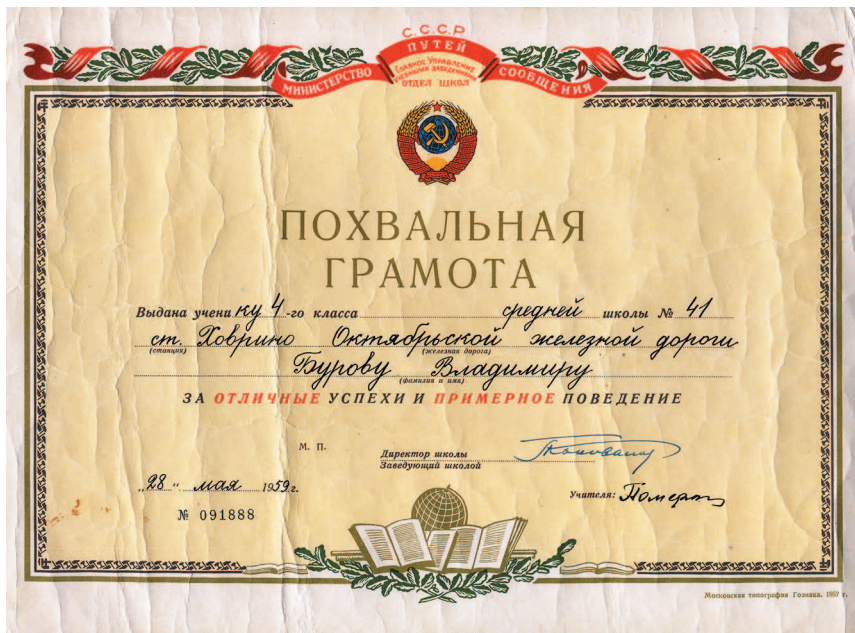 С.С.С.Р
МИНИСТЕРСТВО ПУТЕЙ СООБЩЕНИЯ
Главное Управление
учебными заведениями
ОТДЕЛ ШКОЛ
ПОХВАЛЬНАЯ
ГРАМОТА
Выдана ученику 4-го класса средней школы № 41
ст. Ховрино Октябрьской железной дороги
(станция) (железная дорога)
Бурову Владимиру
(фамилия и имя)
ЗА ОТЛИЧНЫЕ УСПЕХИ И ПРИМЕРНОЕ ПОВЕДЕНИЕ
М. П.
Директор школы
Заведующий школой
„28" мая 1959 г.
Учителя:
№ 091888
Московская типография Гознака. 1957 г.